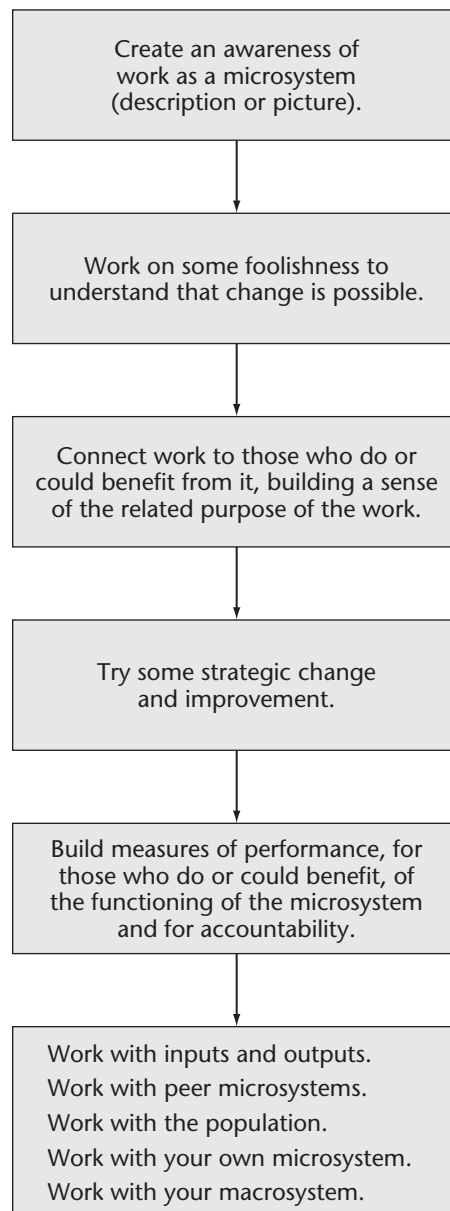 Create an awareness of
work as a microsystem
(description or picture).
Work on some foolishness to
understand that change is possible.
Connect work to those who do or
could benefit from it, building a sense
of the related purpose of the work.
Try some strategic change
and improvement.
Build measures of performance, for
those who do or could benefit, of
the functioning of the microsystem
and for accountability.
Work with inputs and outputs.
Work with peer microsystems.
Work with the population.
Work with your own microsystem.
Work with your macrosystem.